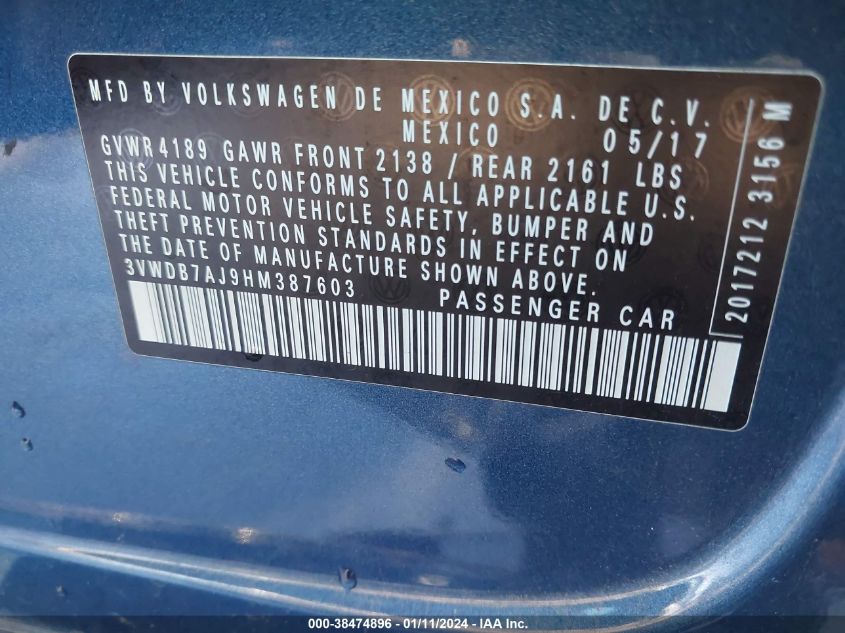 MFD BY VOLKSWAGEN DE MEXICO S.A. DE C.V.
MEXICO 05/17
GVWR 4189 GAWR FRONT 2138 / REAR 2161 LBS
THIS VEHICLE CONFORMS TO ALL APPLICABLE U.S.
FEDERAL MOTOR VEHICLE SAFETY, BUMPER AND
THEFT PREVENTION STANDARDS IN EFFECT ON
THE DATE OF MANUFACTURE SHOWN ABOVE.
3VWDB7AJ9HM387603 PASSENGER CAR
2017212 3156 M
000-38474896 - 01/11/2024 - IAA Inc.